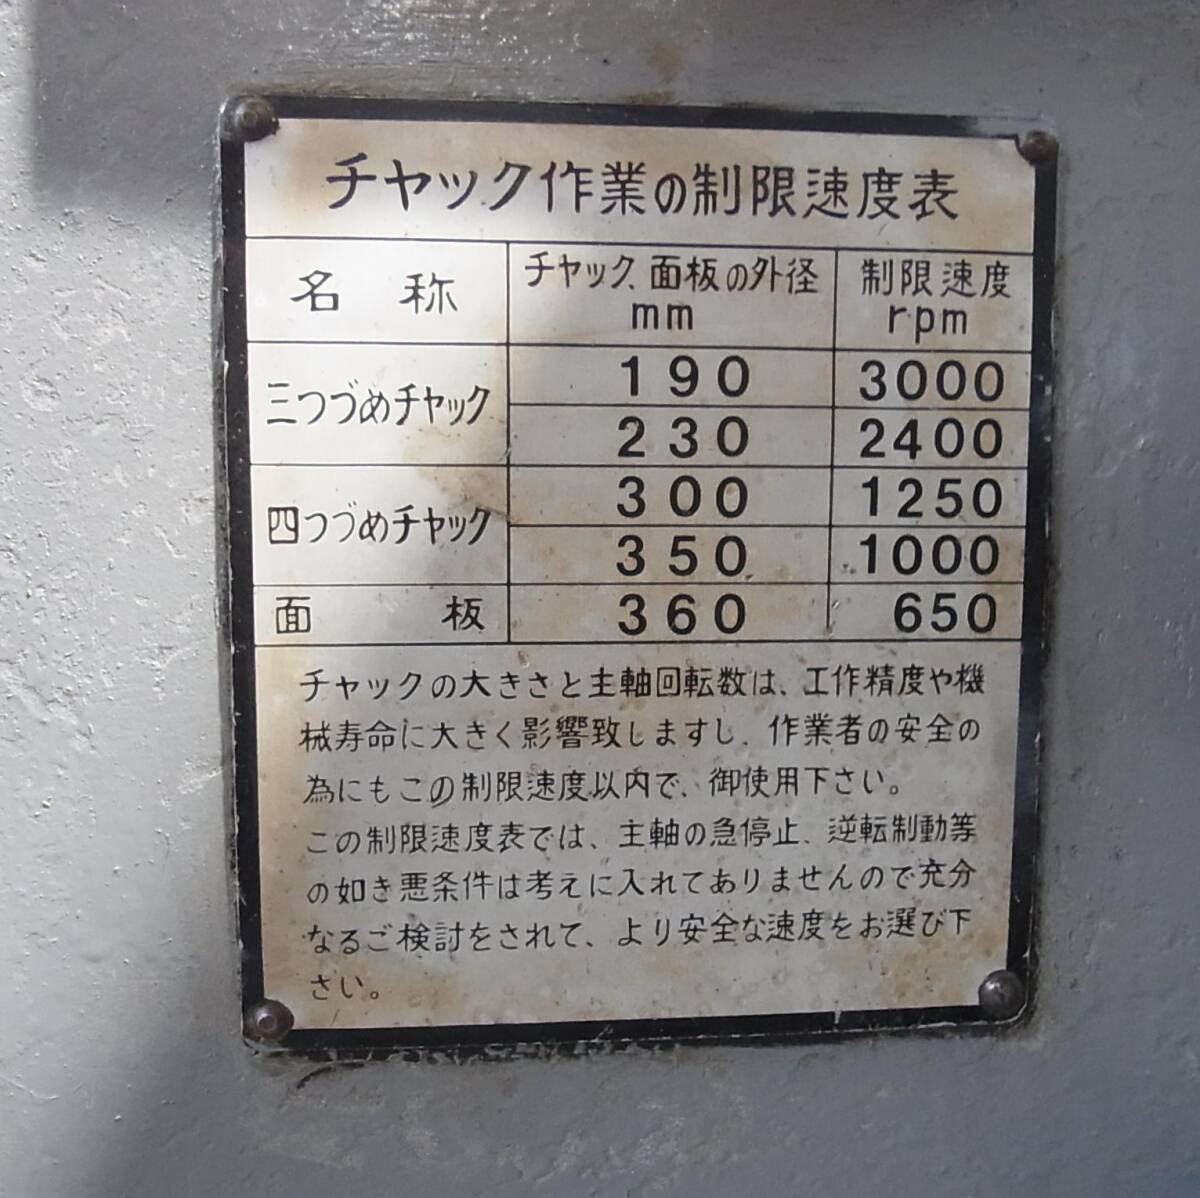 チャック作業の制限速度表
名 称 チャック、面板の外径 mm 制限速度 rpm
三つづめチャック 190 3000
230 2400
四つづめチャック 300 1250
350 1000
面 板 360 650
チャックの大きさと主軸回転数は、工作精度や機
械寿命に大きく影響致しますし、作業者の安全の
為にもこの制限速度以内で、御使用下さい。
この制限速度表では、主軸の急停止、逆転制動等
の如き悪条件は考えに入れてありませんので充分
なるご検討をされて、より安全な速度をお選び下
さい。